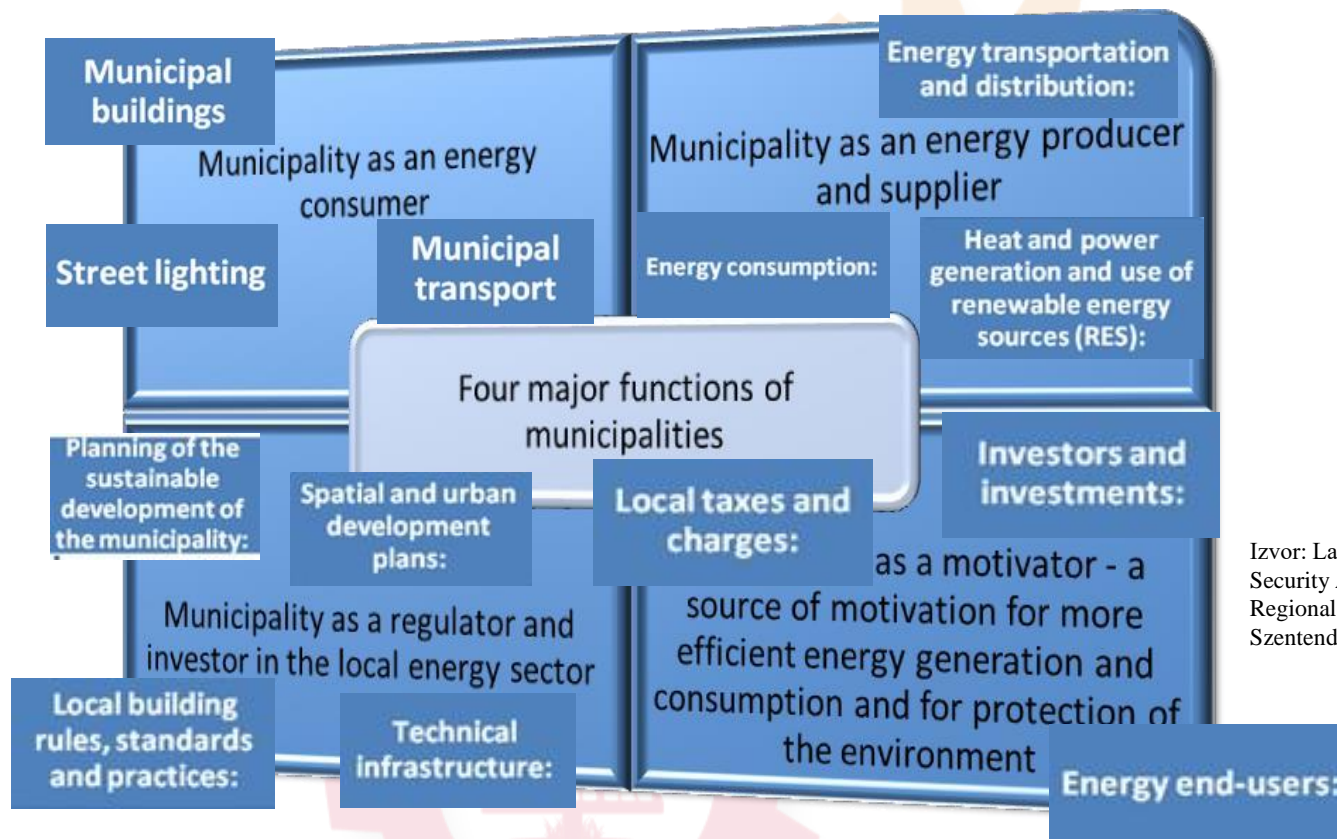 Municipal
buildings
Municipality as an energy
consumer
Street lighting
Municipal
transport
Energy transportation
and distribution:
Municipality as an energy producer
and supplier
Energy consumption:
Heat and power
generation and use of
renewable energy
sources (RES):
Four major functions of
municipalities
Planning of the
sustainable
development of
the municipality:
Spatial and urban
development
plans:
Municipality as a regulator and
investor in the local energy sector
Local building
rules, standards
and practices:
Technical
infrastructure:
Local taxes and
charges:
Investors and
investments:
as a motivator - a
source of motivation for more
efficient energy generation and
consumption and for protection of
the environment
Energy end-users:
Izvor: La
Security
Regional
Szentend